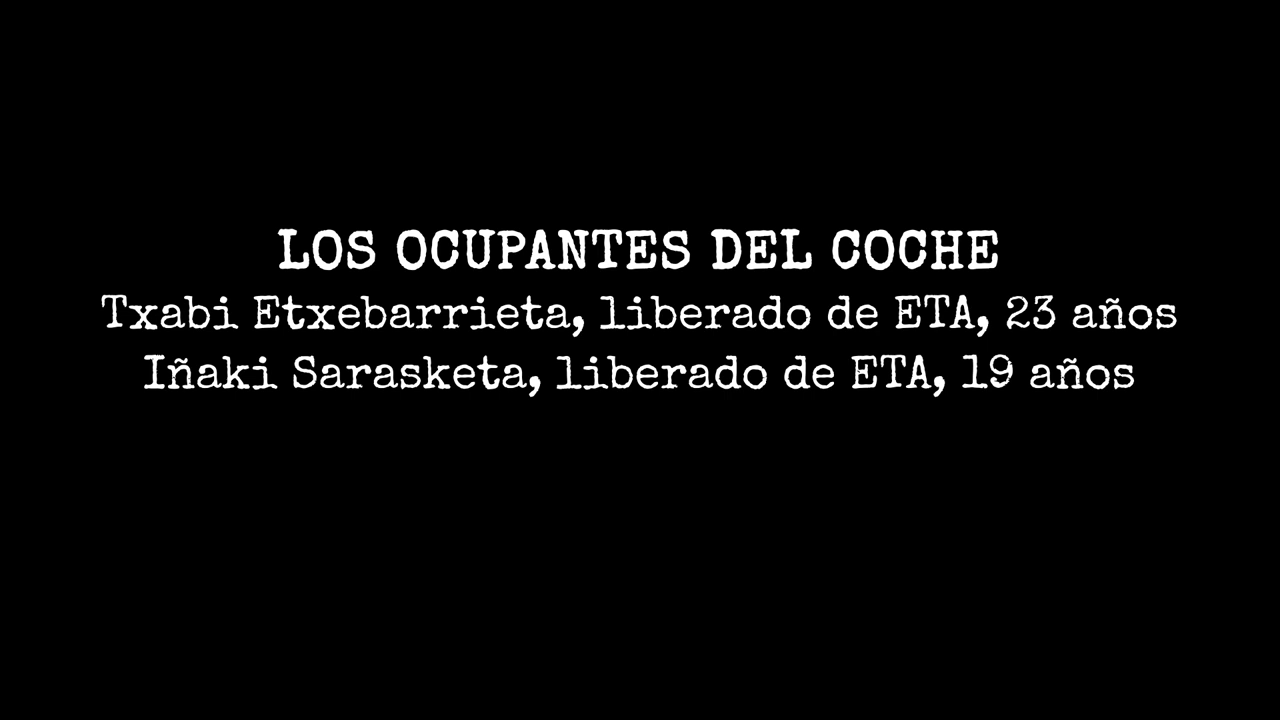 LOS OCUPANTES DEL COCHE
Txabi Etxebarrieta, liberado de ETA, 23 años
Iñaki Sarasketa, liberado de ETA, 19 años